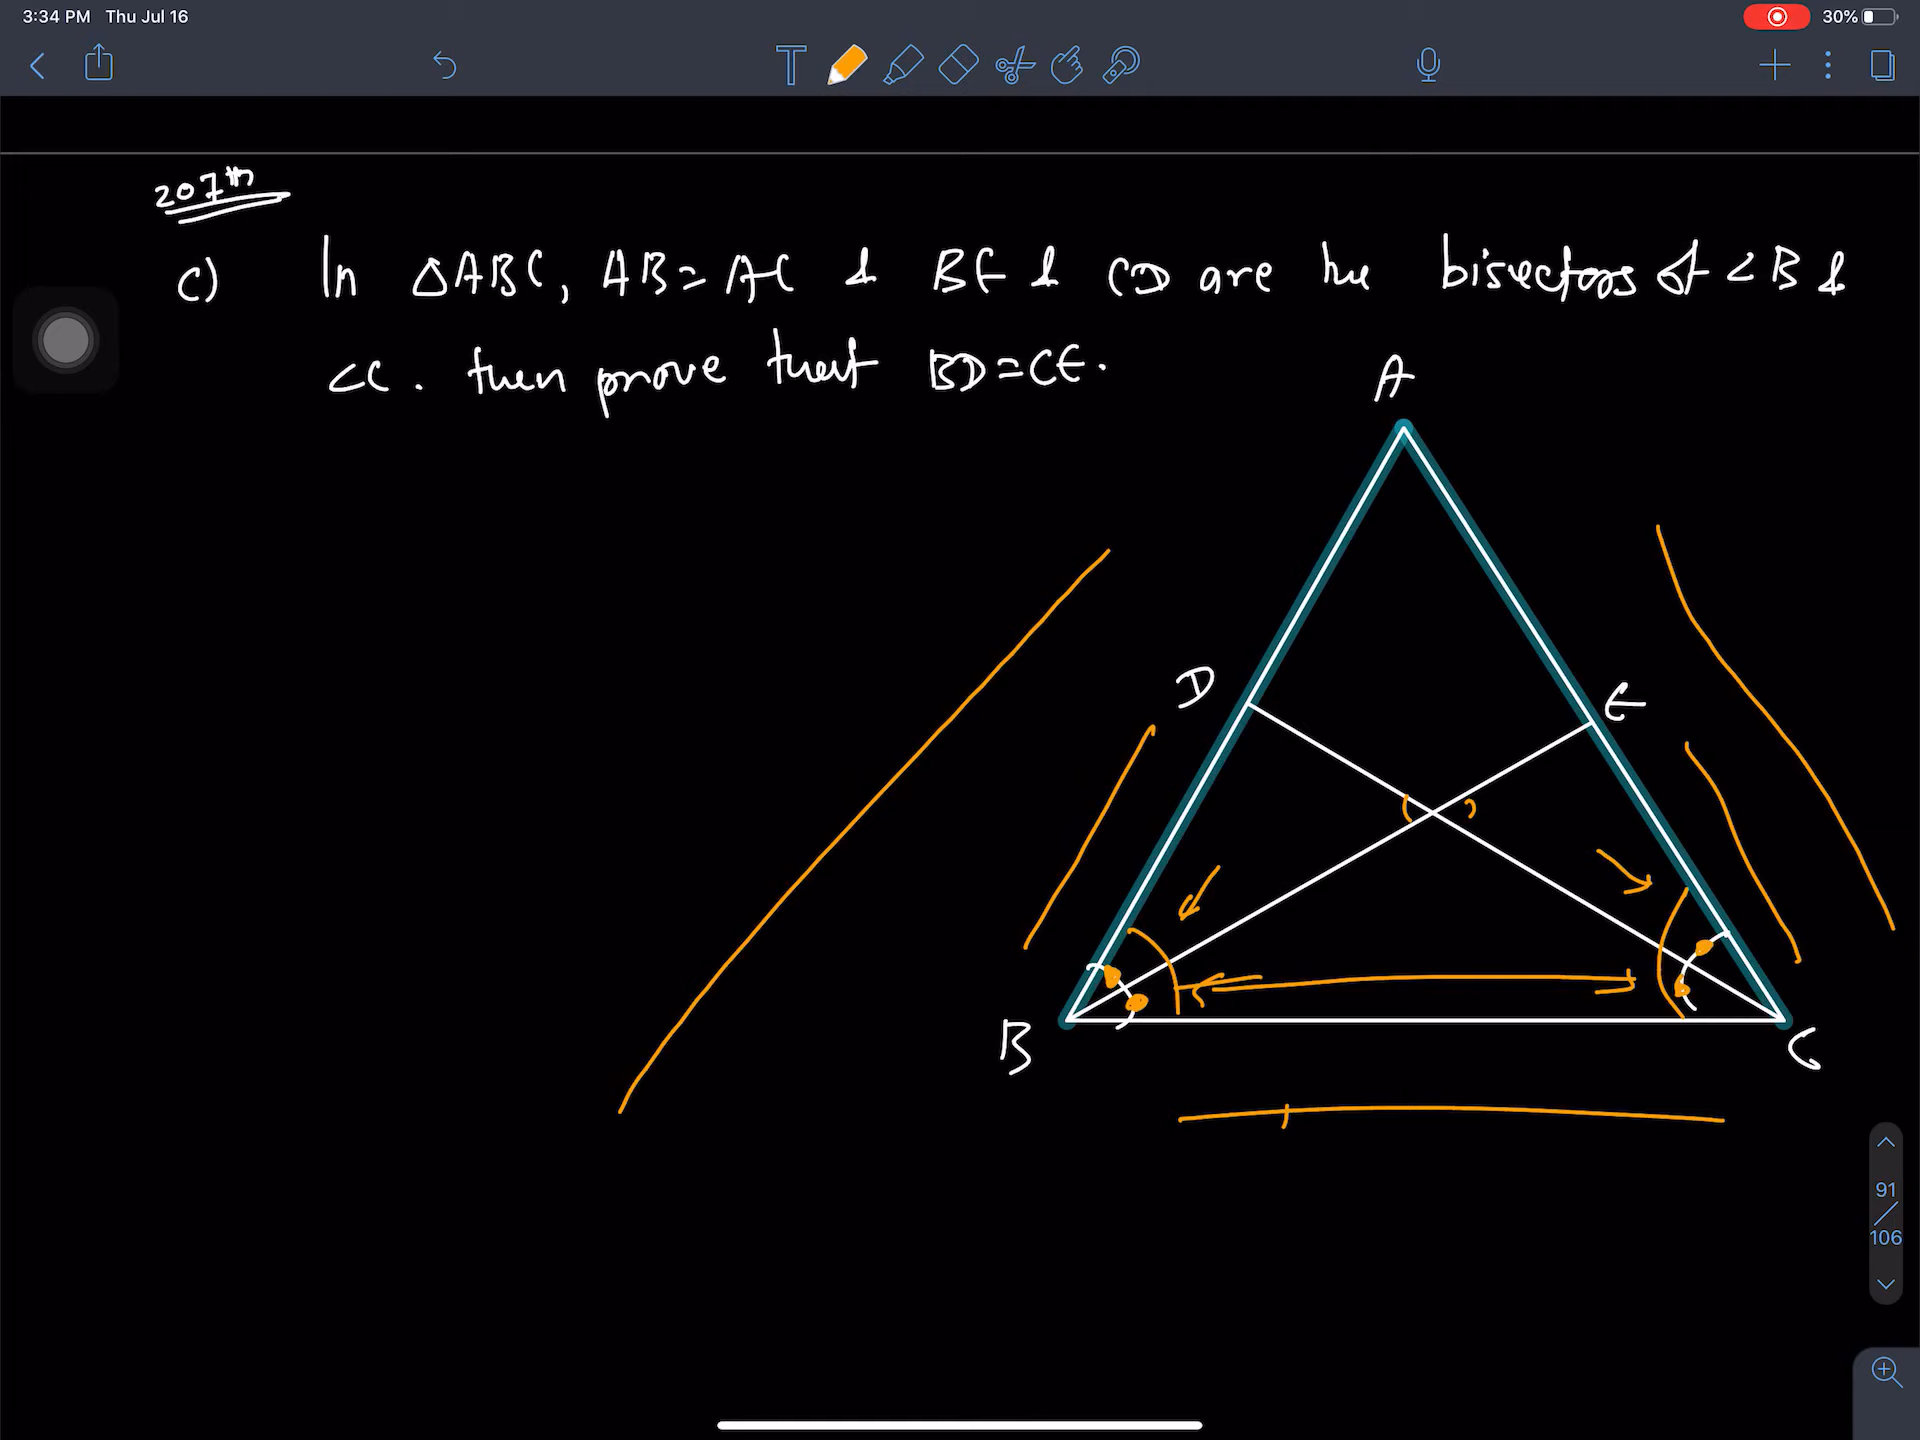 3:34 PM Thu Jul 16
30%
T
207th
c) In ΔABC, AB=AC & BE & CD are the bisectors of ∠B &
∠C. then prove that BD=CE.
A
D
E
B
C
91
106